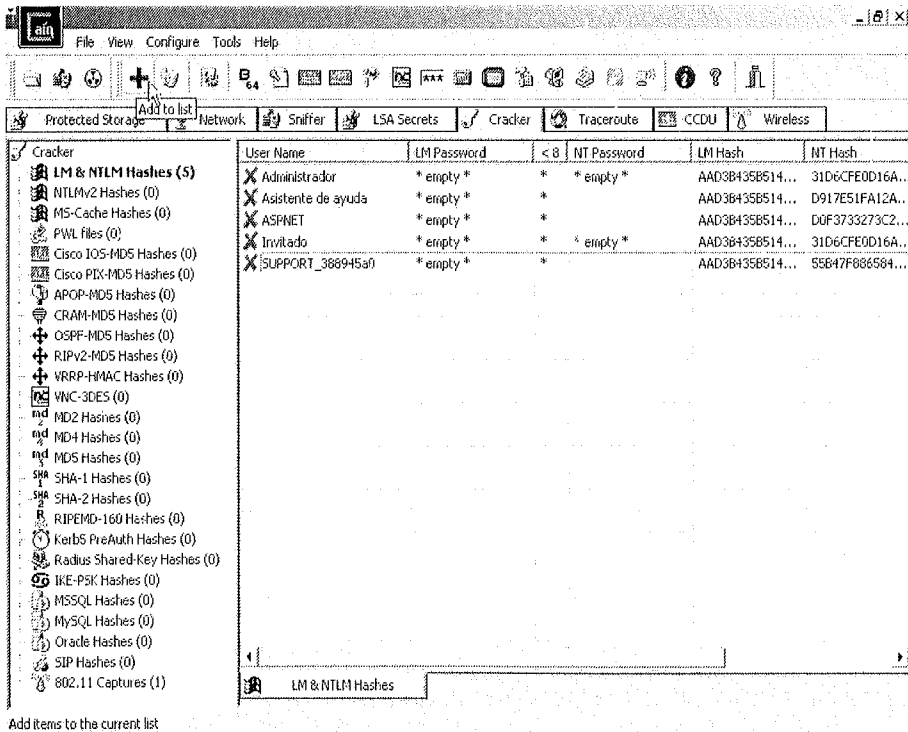 ain
File View Configure Tools Help
B 64
***
Add to list
Protected Storage Network Sniffer LSA Secrets Cracker Traceroute CCDU Wireless
Cracker
LM & NTLM Hashes (5)
NTLMv2 Hashes (0)
MS-Cache Hashes (0)
PWL files (0)
Cisco IOS-MD5 Hashes (0)
Cisco PIX-MD5 Hashes (0)
APOP-MD5 Hashes (0)
CRAM-MD5 Hashes (0)
OSPF-MD5 Hashes (0)
RIPv2-MD5 Hashes (0)
VRRP-HMAC Hashes (0)
VNC-3DES (0)
MD2 Hashes (0)
MD4 Hashes (0)
MD5 Hashes (0)
SHA-1 Hashes (0)
SHA-2 Hashes (0)
RIPEMD-160 Hashes (0)
Kerb5 PreAuth Hashes (0)
Radius Shared-Key Hashes (0)
IKE-PSK Hashes (0)
MSSQL Hashes (0)
MySQL Hashes (0)
Oracle Hashes (0)
SIP Hashes (0)
802.11 Captures (1)
User Name LM Password < 8 NT Password LM Hash NT Hash
Administrador * empty * * * empty * AAD3B435B514... 31D6CFE0D16A...
Asistente de ayuda * empty * * AAD3B435B514... D917E51FA12A...
ASPNET * empty * * AAD3B435B514... D0F3733273C2...
Invitado * empty * * * empty * AAD3B435B514... 31D6CFE0D16A...
SUPPORT_388945a0 * empty * * AAD3B435B514... 55B47F886584...
LM & NTLM Hashes
Add items to the current list